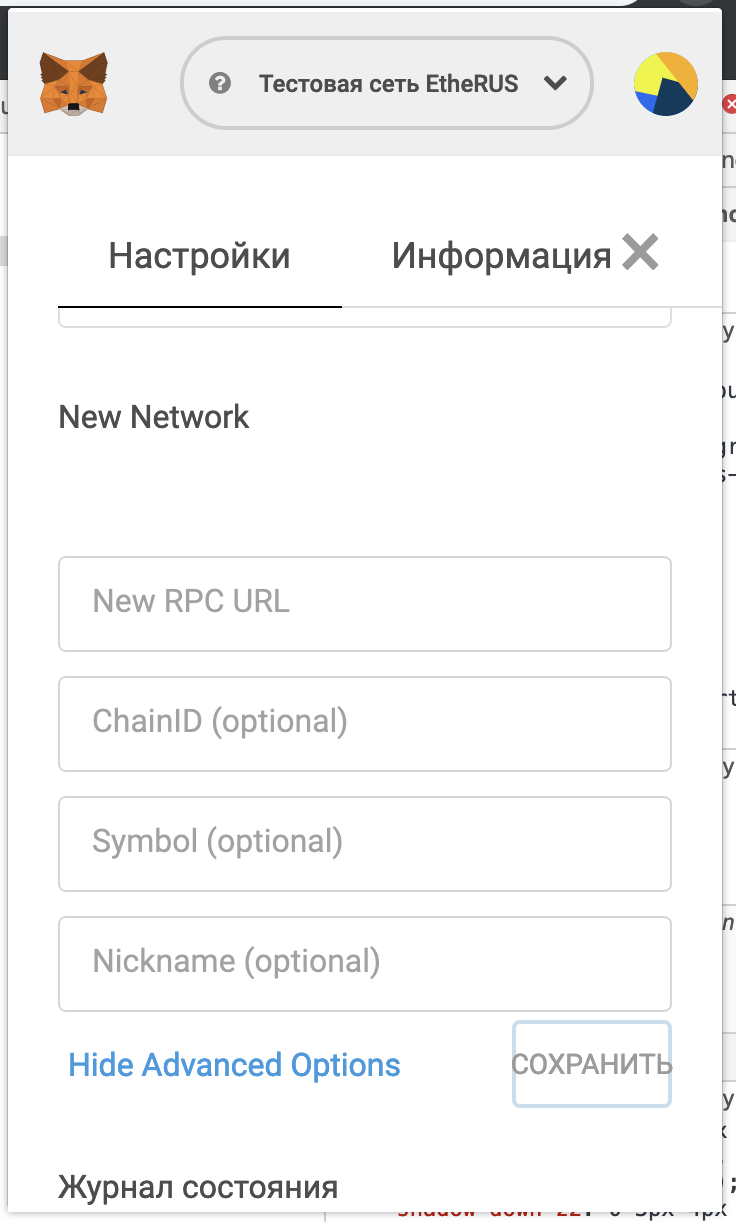 Тестовая сеть EtheRUS
Настройки
Информация
New Network
New RPC URL
ChainID (optional)
Symbol (optional)
Nickname (optional)
Hide Advanced Options
СОХРАНИТЬ
Журнал состояния